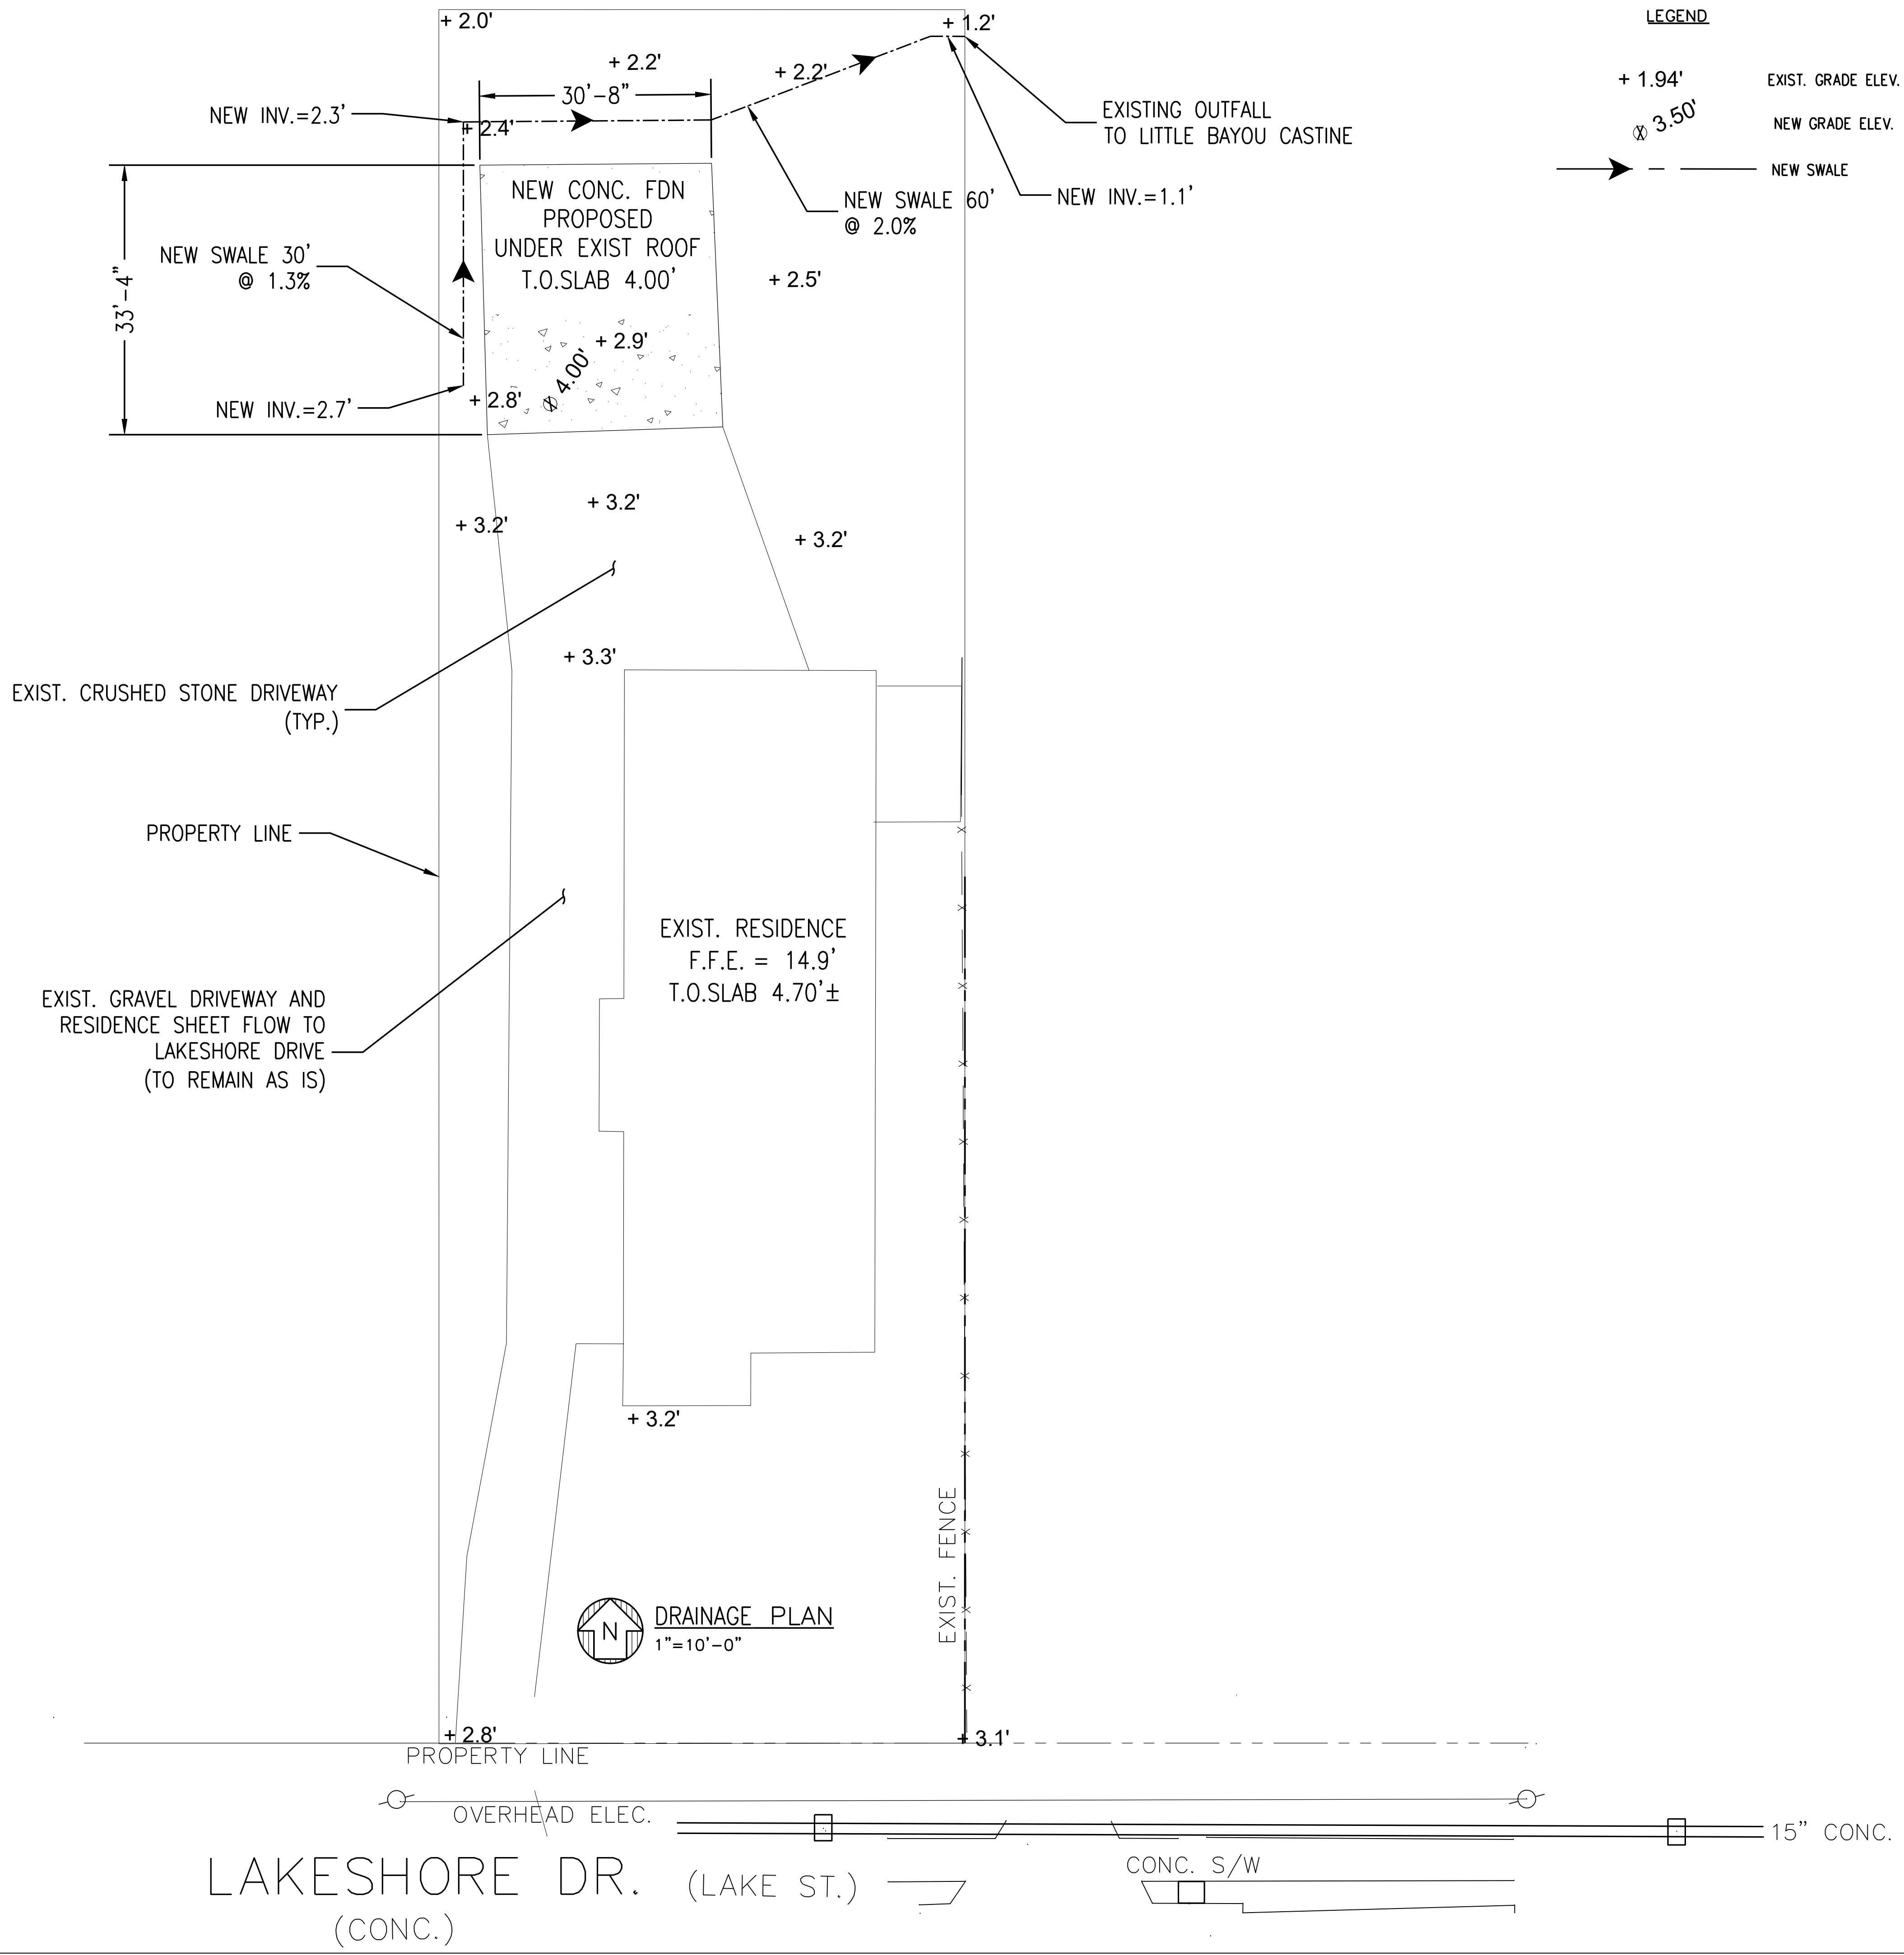 LEGEND
+ 1.94'
EXIST. GRADE ELEV.
3.50'
NEW GRADE ELEV.
NEW SWALE
+ 2.0'
+ 1.2'
+ 2.2'
+ 2.2'
30'-8"
NEW INV.=2.3'
+ 2.4'
EXISTING OUTFALL
TO LITTLE BAYOU CASTINE
NEW CONC. FDN
PROPOSED
UNDER EXIST ROOF
T.O.SLAB 4.00'
NEW SWALE 60'
@ 2.0%
NEW INV.=1.1'
NEW SWALE 30'
@ 1.3%
33'-4"
+ 2.5'
+ 2.9'
4.00'
+ 2.8'
NEW INV.=2.7'
+ 3.2'
+ 3.2'
+ 3.2'
+ 3.3'
EXIST. CRUSHED STONE DRIVEWAY
(TYP.)
PROPERTY LINE
EXIST. RESIDENCE
F.F.E. = 14.9'
T.O.SLAB 4.70'±
EXIST. GRAVEL DRIVEWAY AND
RESIDENCE SHEET FLOW TO
LAKESHORE DRIVE
(TO REMAIN AS IS)
+ 3.2'
EXIST. FENCE
N
DRAINAGE PLAN
1"=10'-0"
+ 2.8'
+ 3.1'
PROPERTY LINE
OVERHEAD ELEC.
15" CONC.
LAKESHORE DR. (LAKE ST.)
CONC. S/W
(CONC.)